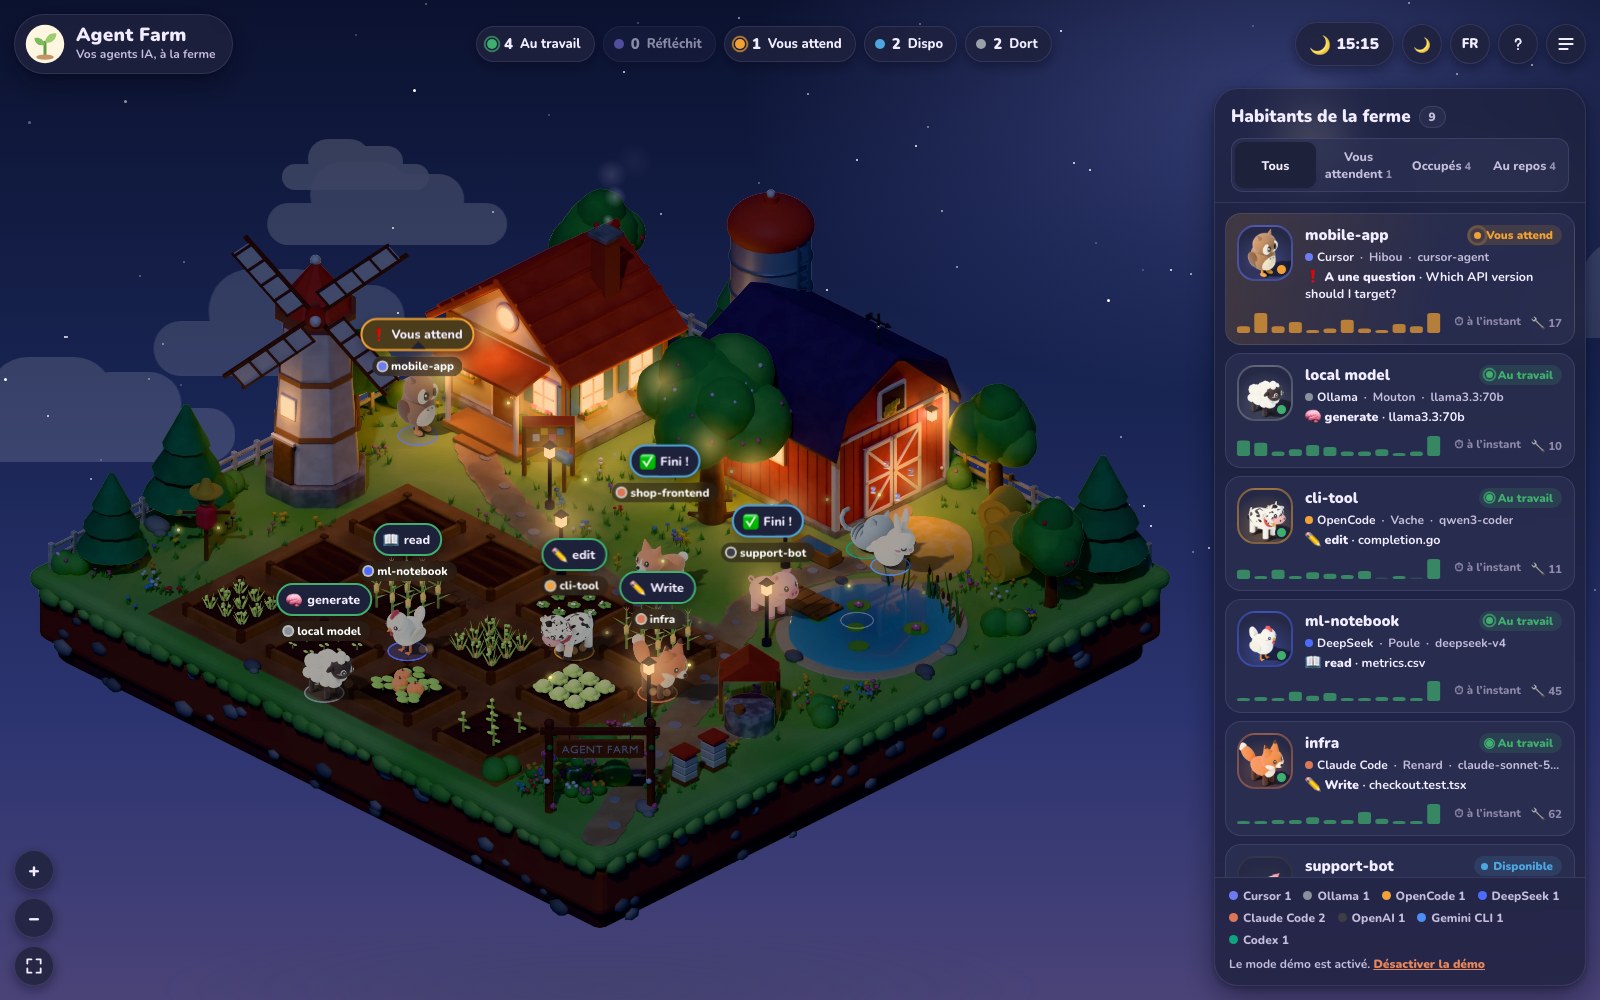 Agent Farm
Vos agents IA, à la ferme
4 Au travail
0 Réfléchit
1 Vous attend
2 Dispo
2 Dort
15:15
FR
?
Habitants de la ferme 9
Tous
Vous attendent 1
Occupés 4
Au repos 4
mobile-app
Vous attend
Cursor · Hibou · cursor-agent
❗ A une question · Which API version
should I target?
à l'instant
17
local model
Au travail
Ollama · Mouton · llama3.3:70b
generate · llama3.3:70b
à l'instant
10
cli-tool
Au travail
OpenCode · Vache · qwen3-coder
edit · completion.go
à l'instant
11
ml-notebook
Au travail
DeepSeek · Poule · deepseek-v4
read · metrics.csv
à l'instant
45
infra
Au travail
Claude Code · Renard · claude-sonnet-5…
Write · checkout.test.tsx
à l'instant
62
support-bot
Disponible
Cursor 1
Ollama 1
OpenCode 1
DeepSeek 1
Claude Code 2
OpenAI 1
Gemini CLI 1
Codex 1
Le mode démo est activé. Désactiver la démo
❗ Vous attend
mobile-app
Fini !
shop-frontend
Fini !
support-bot
read
ml-notebook
edit
cli-tool
generate
local model
Write
infra
AGENT FARM
+
−